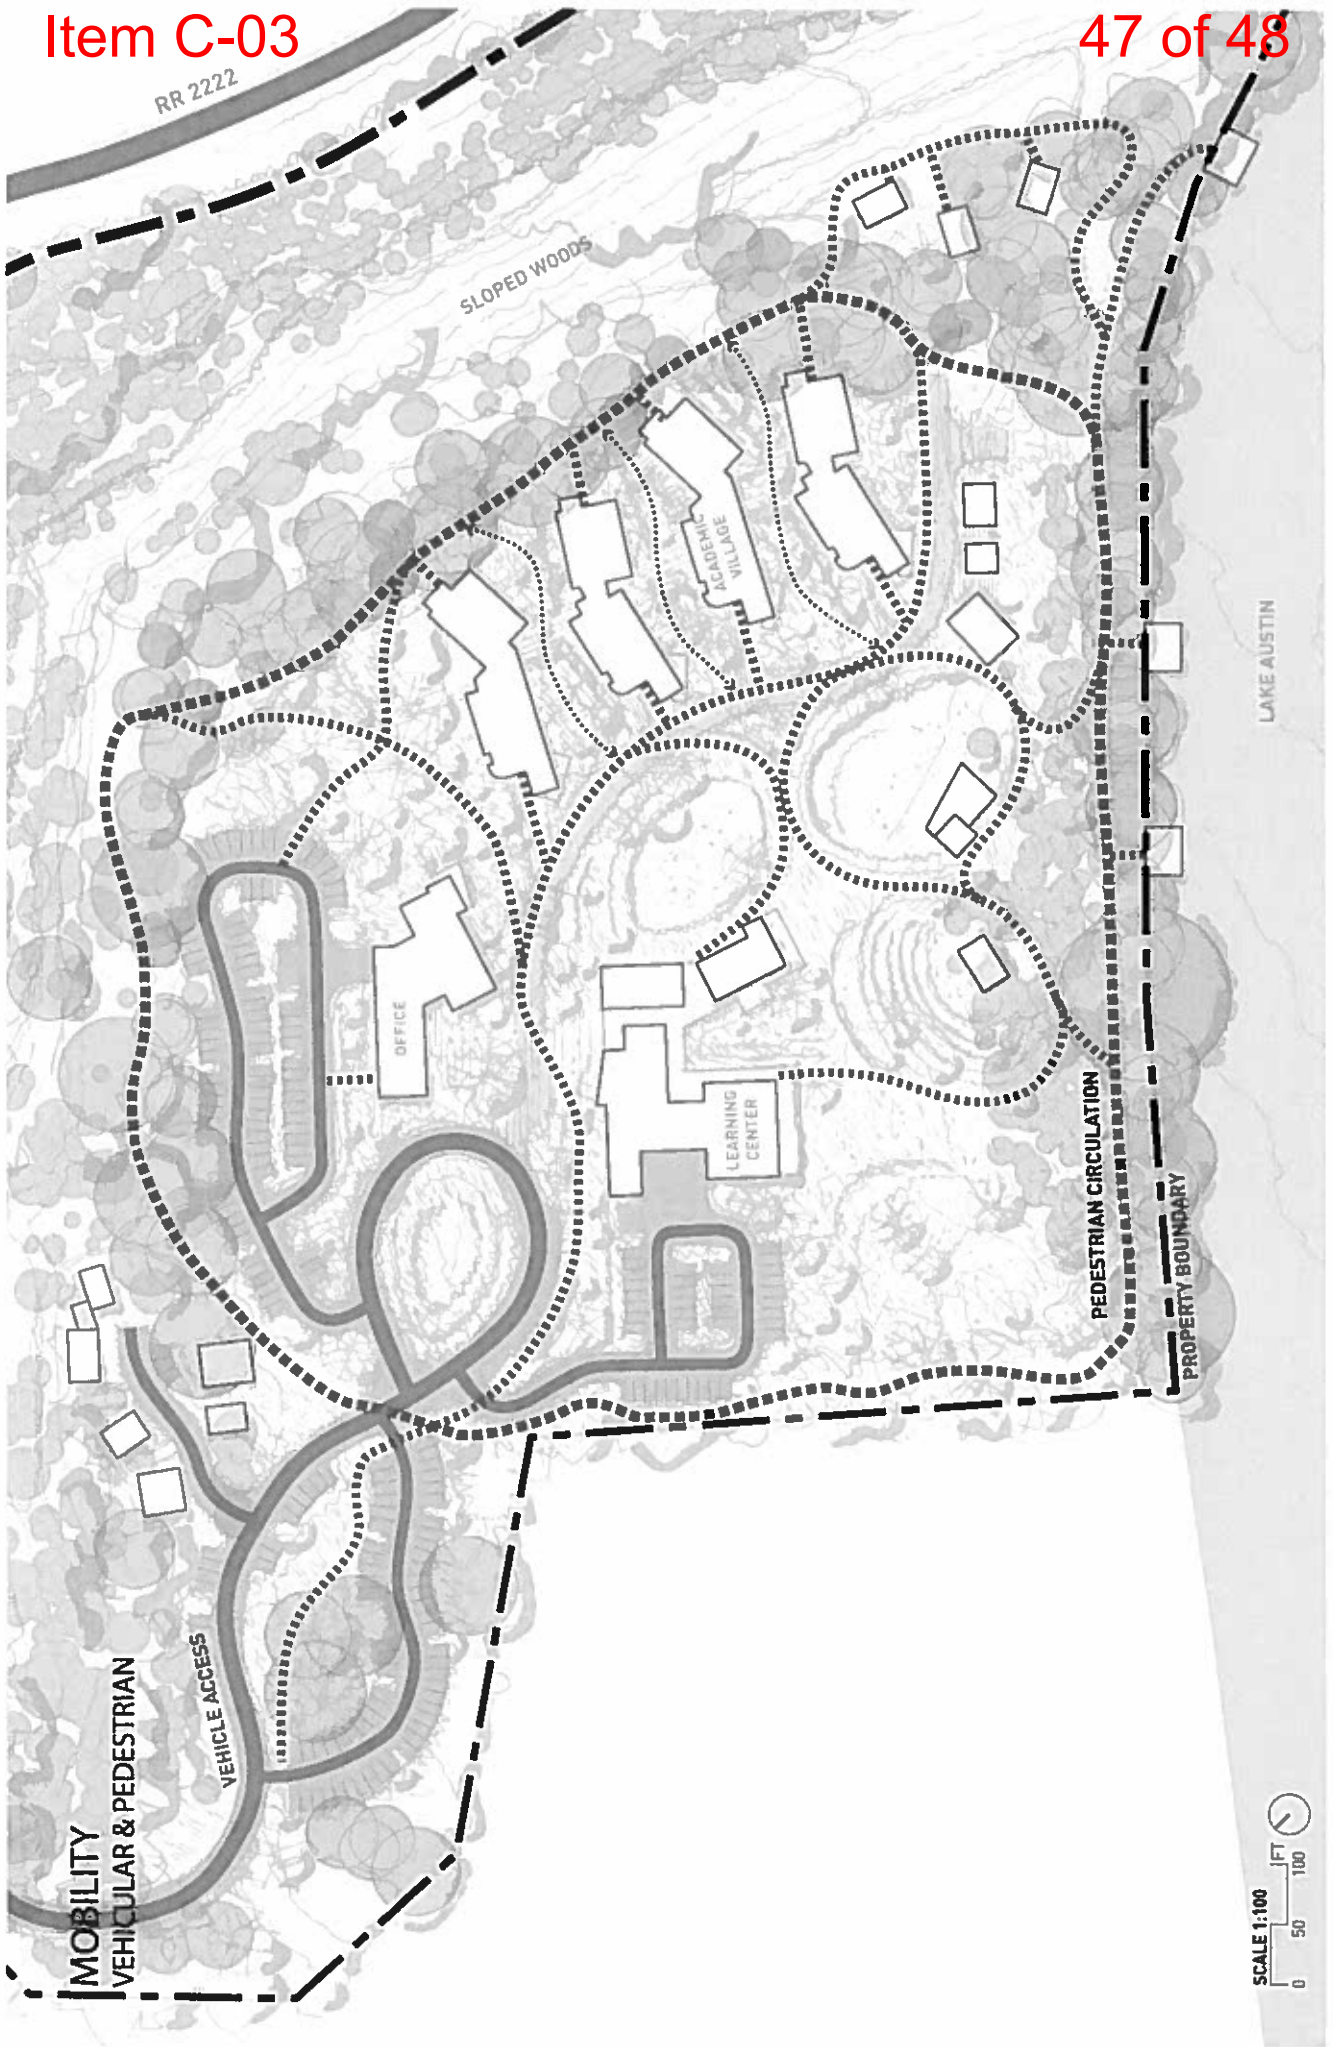 Item C-03
47 of 48
RR 2222
SLOPED WOODS
ACADEMIC
VILLAGE
LAKE AUSTIN
OFFICE
LEARNING
CENTER
PEDESTRIAN CIRCULATION
PROPERTY BOUNDARY
VEHICLE ACCESS
MOBILITY
VEHICULAR & PEDESTRIAN
SCALE 1:100
0 50 100 FT